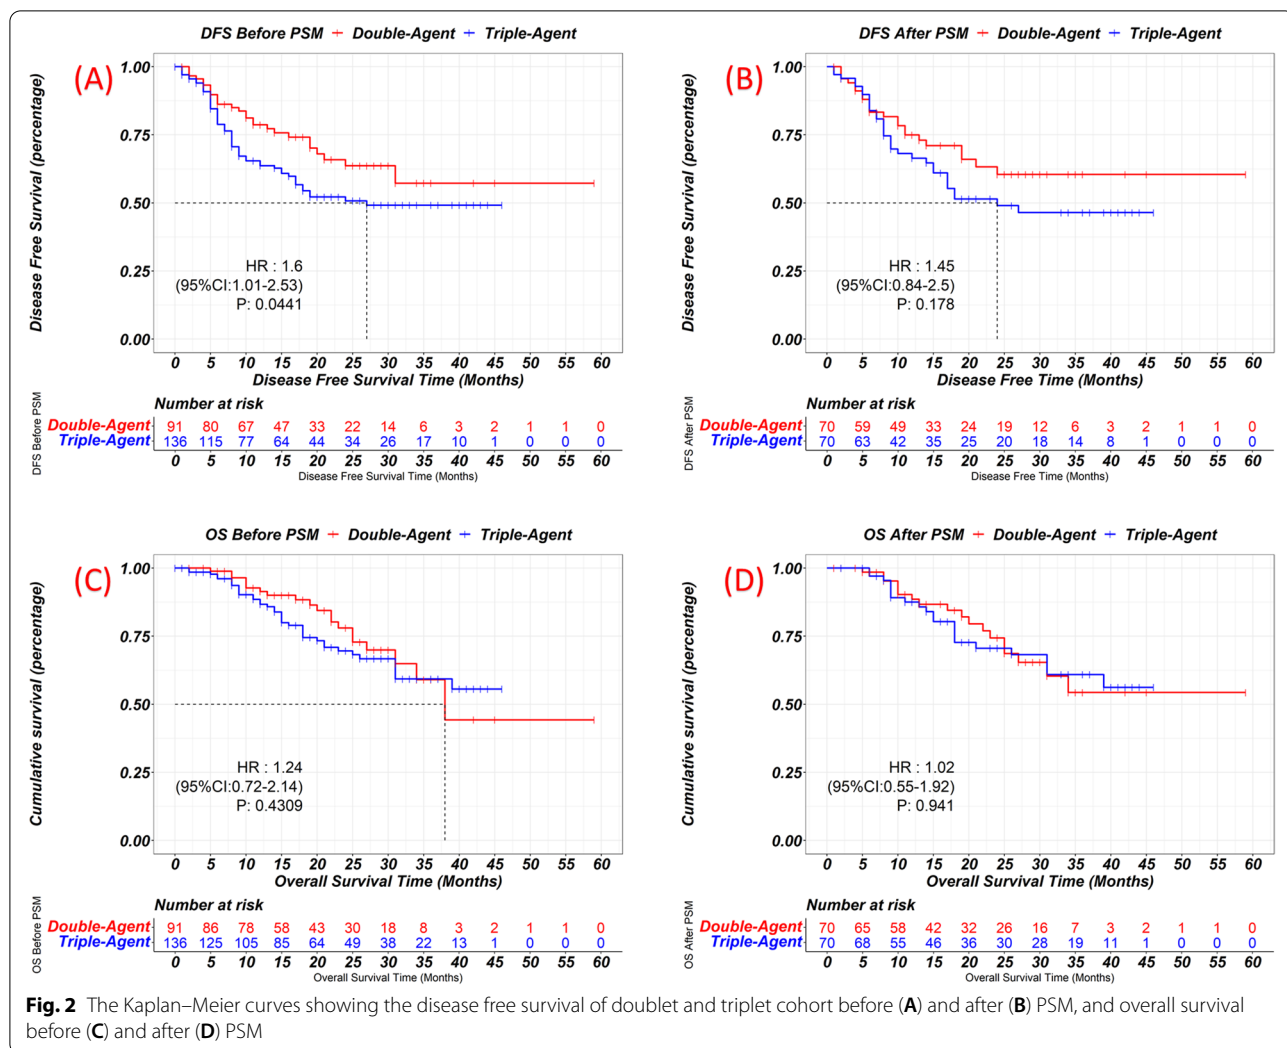 DFS Before PSM Double-Agent Triple-Agent
(A)
Disease Free Survival (percentage)
1.00
0.75
0.50
0.25
0.00
HR : 1.6
(95%CI:1.01-2.53)
P: 0.0441
0 5 10 15 20 25 30 35 40 45 50 55 60
Disease Free Survival Time (Months)
DFS Before PSM
Number at risk
Double-Agent 91 80 67 47 33 22 14 6 3 2 1 1 0
Triple-Agent 136 115 77 64 44 34 26 17 10 1 0 0 0
0 5 10 15 20 25 30 35 40 45 50 55 60
Disease Free Survival Time (Months)
DFS After PSM Double-Agent Triple-Agent
(B)
Disease Free Survival (percentage)
1.00
0.75
0.50
0.25
0.00
HR : 1.45
(95%CI:0.84-2.5)
P: 0.178
0 5 10 15 20 25 30 35 40 45 50 55 60
Disease Free Time (Months)
DFS After PSM
Number at risk
Double-Agent 70 59 49 33 24 19 12 6 3 2 1 1 0
Triple-Agent 70 63 42 35 25 20 18 14 8 1 0 0 0
0 5 10 15 20 25 30 35 40 45 50 55 60
Disease Free Survival Time (Months)
OS Before PSM Double-Agent Triple-Agent
(C)
Cumulative survival (percentage)
1.00
0.75
0.50
0.25
0.00
HR : 1.24
(95%CI:0.72-2.14)
P: 0.4309
0 5 10 15 20 25 30 35 40 45 50 55 60
Overall Survival Time (Months)
OS Before PSM
Number at risk
Double-Agent 91 86 78 58 43 30 18 8 3 2 1 1 0
Triple-Agent 136 125 105 85 64 49 38 22 13 1 0 0 0
0 5 10 15 20 25 30 35 40 45 50 55 60
Overall Survival Time (Months)
OS After PSM Double-Agent Triple-Agent
(D)
Cumulative survival (percentage)
1.00
0.75
0.50
0.25
0.00
HR : 1.02
(95%CI:0.55-1.92)
P: 0.941
0 5 10 15 20 25 30 35 40 45 50 55 60
Overall Survival Time (Months)
OS After PSM
Number at risk
Double-Agent 70 65 58 42 32 26 16 7 3 2 1 1 0
Triple-Agent 70 68 55 46 36 30 28 19 11 1 0 0 0
0 5 10 15 20 25 30 35 40 45 50 55 60
Overall Survival Time (Months)
Fig. 2 The Kaplan–Meier curves showing the disease free survival of doublet and triplet cohort before (A) and after (B) PSM, and overall survival
before (C) and after (D) PSM